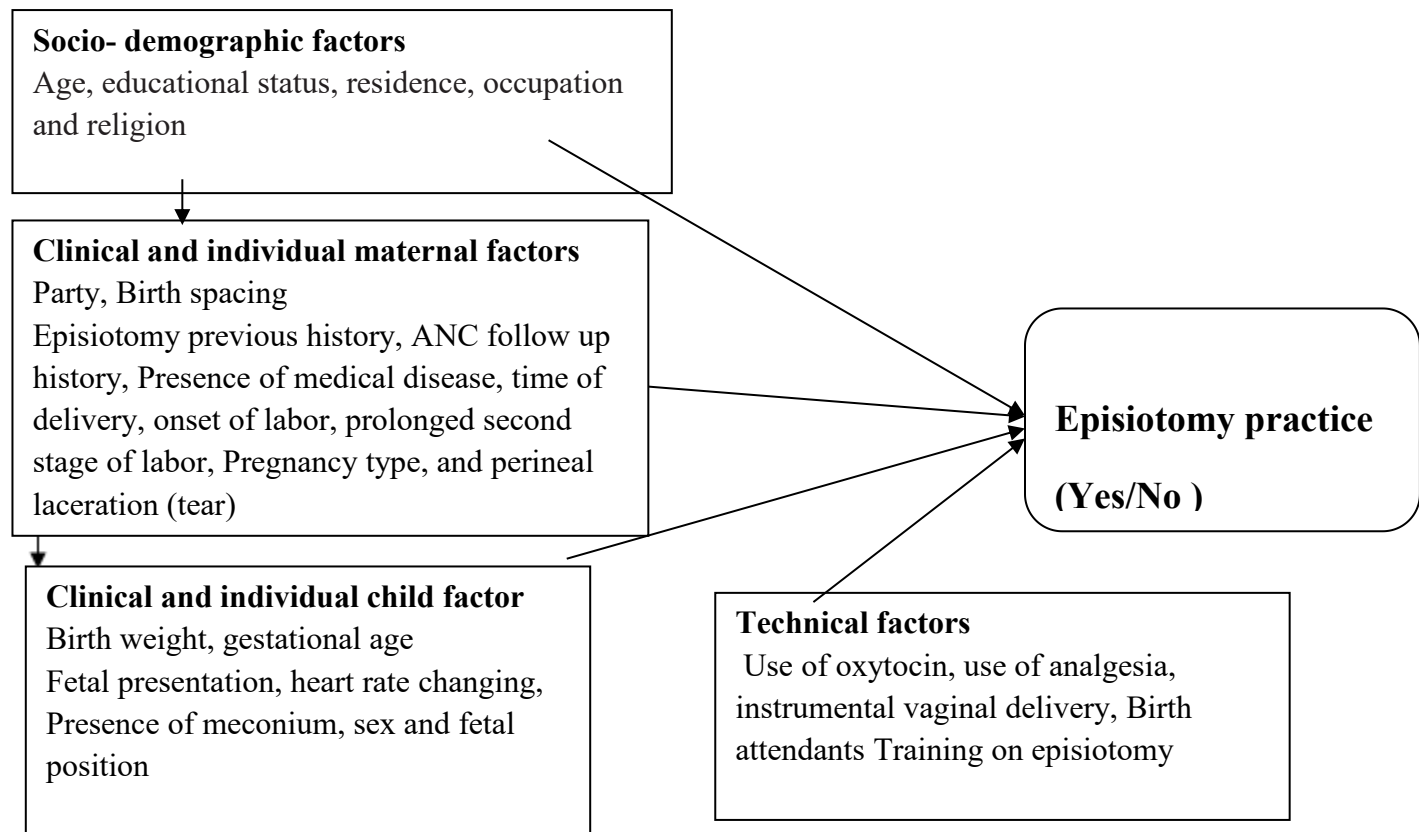 Socio- demographic factors
Age, educational status, residence, occupation
and religion
Clinical and individual maternal factors
Party, Birth spacing
Episiotomy previous history, ANC follow up
history, Presence of medical disease, time of
delivery, onset of labor, prolonged second
stage of labor, Pregnancy type, and perineal
laceration (tear)
Episiotomy practice
(Yes/No )
Clinical and individual child factor
Birth weight, gestational age
Fetal presentation, heart rate changing,
Presence of meconium, sex and fetal
position
Technical factors
Use of oxytocin, use of analgesia,
instrumental vaginal delivery, Birth
attendants Training on episiotomy